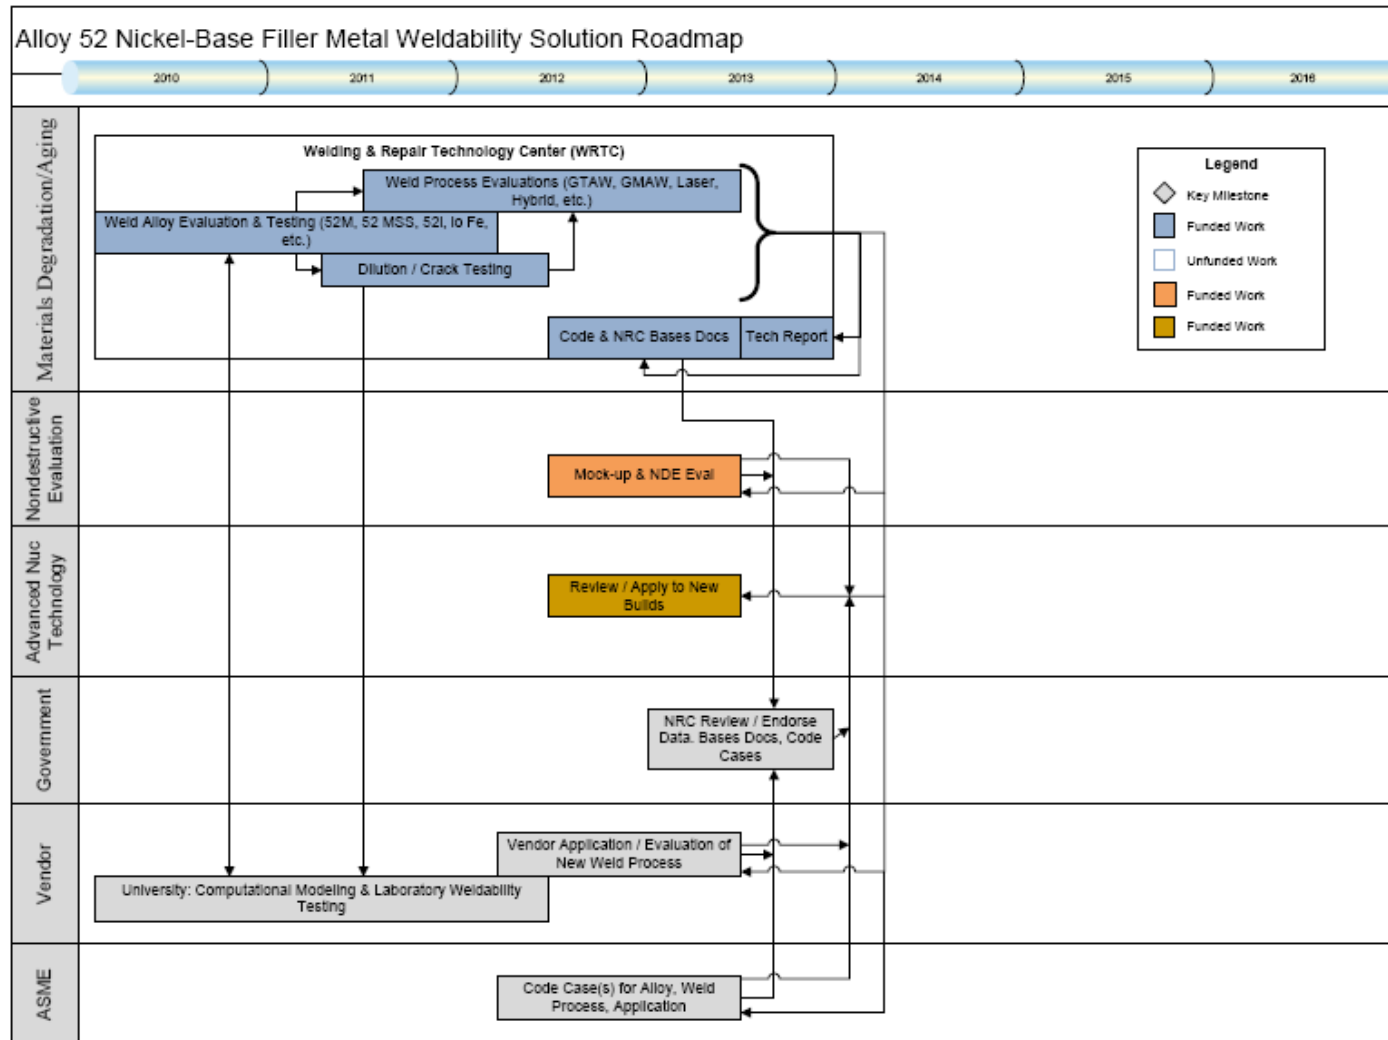 Alloy 52 Nickel-Base Filler Metal Weldability Solution Roadmap
2010
2011
2012
2013
2014
2015
2016
Materials Degradation/Aging
Welding & Repair Technology Center (WRTC)
Weld Process Evaluations (GTAW, GMAW, Laser,
Hybrid, etc.)
Weld Alloy Evaluation & Testing (52M, 52 MSS, 52i, lo Fe,
etc.)
Dilution / Crack Testing
Code & NRC Bases Docs
Tech Report
Legend
Key Milestone
Funded Work
Unfunded Work
Funded Work
Funded Work
Nondestructive
Evaluation
Mock-up & NDE Eval
Advanced Nuc
Technology
Review / Apply to New
Builds
Government
NRC Review / Endorse
Data. Bases Docs, Code
Cases
Vendor
Vendor Application / Evaluation of
New Weld Process
University: Computational Modeling & Laboratory Weldability
Testing
ASME
Code Case(s) for Alloy, Weld
Process, Application